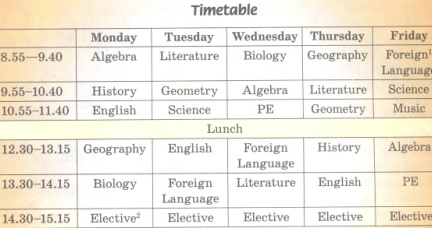 Timetable
Monday Tuesday Wednesday Thursday Friday
8.55—9.40 Algebra Literature Biology Geography Foreign¹
Language
9.55–10.40 History Geometry Algebra Literature Science
10.55–11.40 English Science PE Geometry Music
Lunch
12.30–13.15 Geography English Foreign History Algebra
Language
13.30–14.15 Biology Foreign Literature English PE
Language
14.30–15.15 Elective² Elective Elective Elective Elective